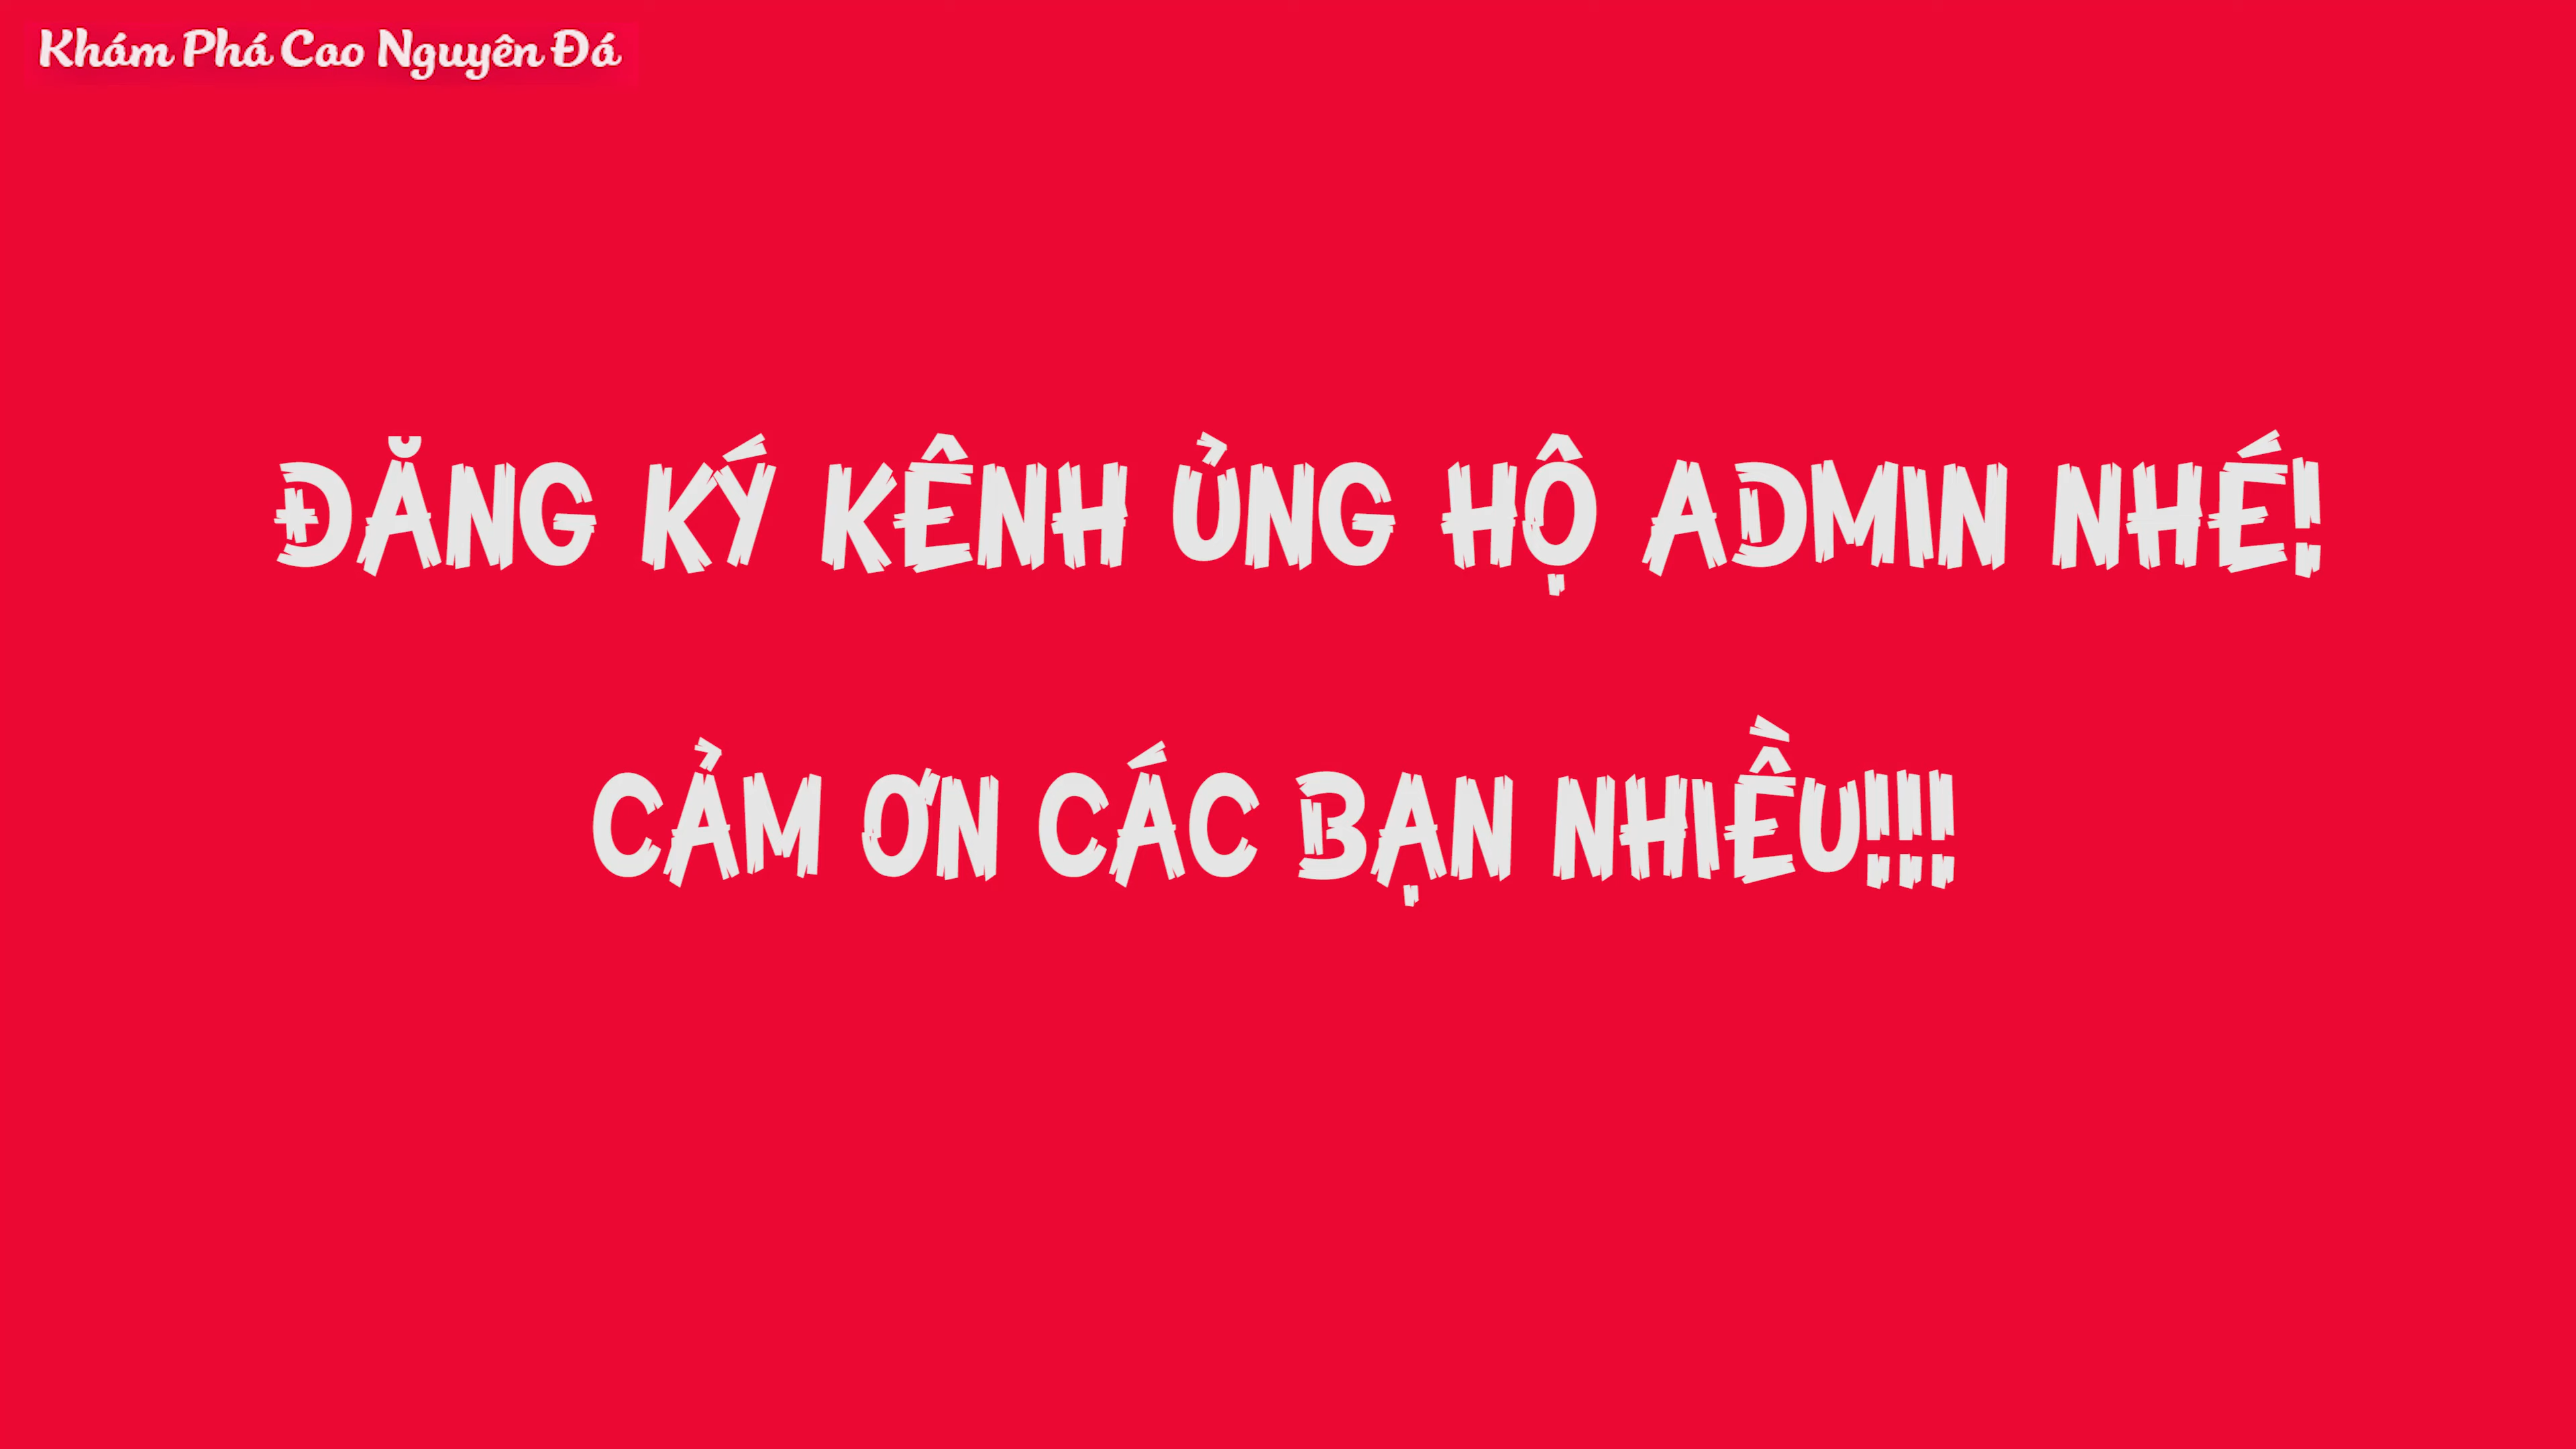 Khám Phá Cao Nguyên Đá
ĐĂNG KÝ KÊNH ỦNG HỘ ADMIN NHÉ!
CẢM ƠN CÁC BẠN NHIỀU!!!